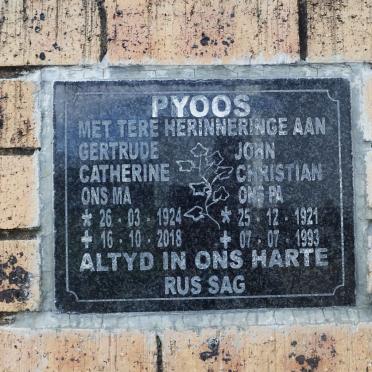 PYOOS
MET TERE HERINNERINGE AAN
GERTRUDE JOHN
CATHERINE CHRISTIAN
ONS MA ONS PA
* 26 · 03 · 1924 * 25 · 12 · 1921
+ 16 · 10 · 2018 + 07 · 07 · 1993
ALTYD IN ONS HARTE
RUS SAG